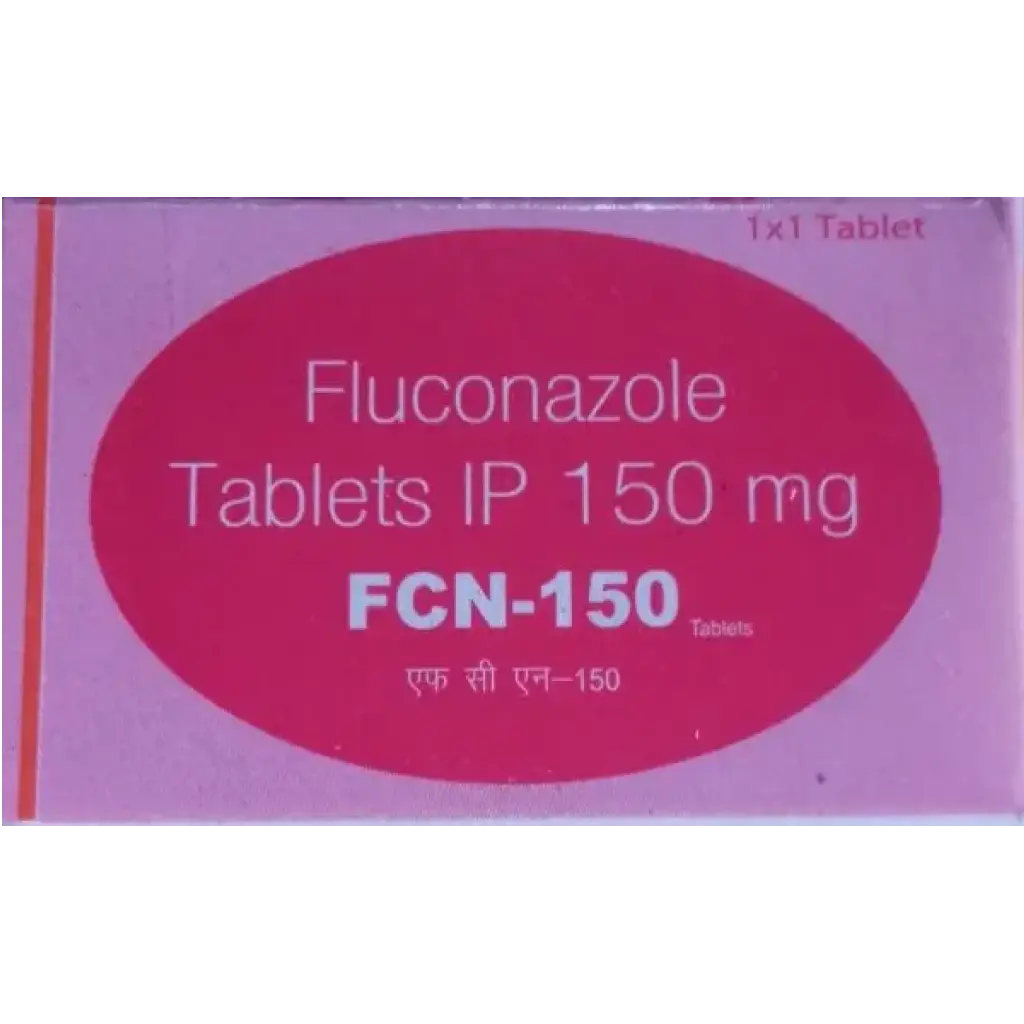 1x1 Tablet
Fluconazole
Tablets IP 150 mg
FCN-150 Tablets
एफ सी एन-150